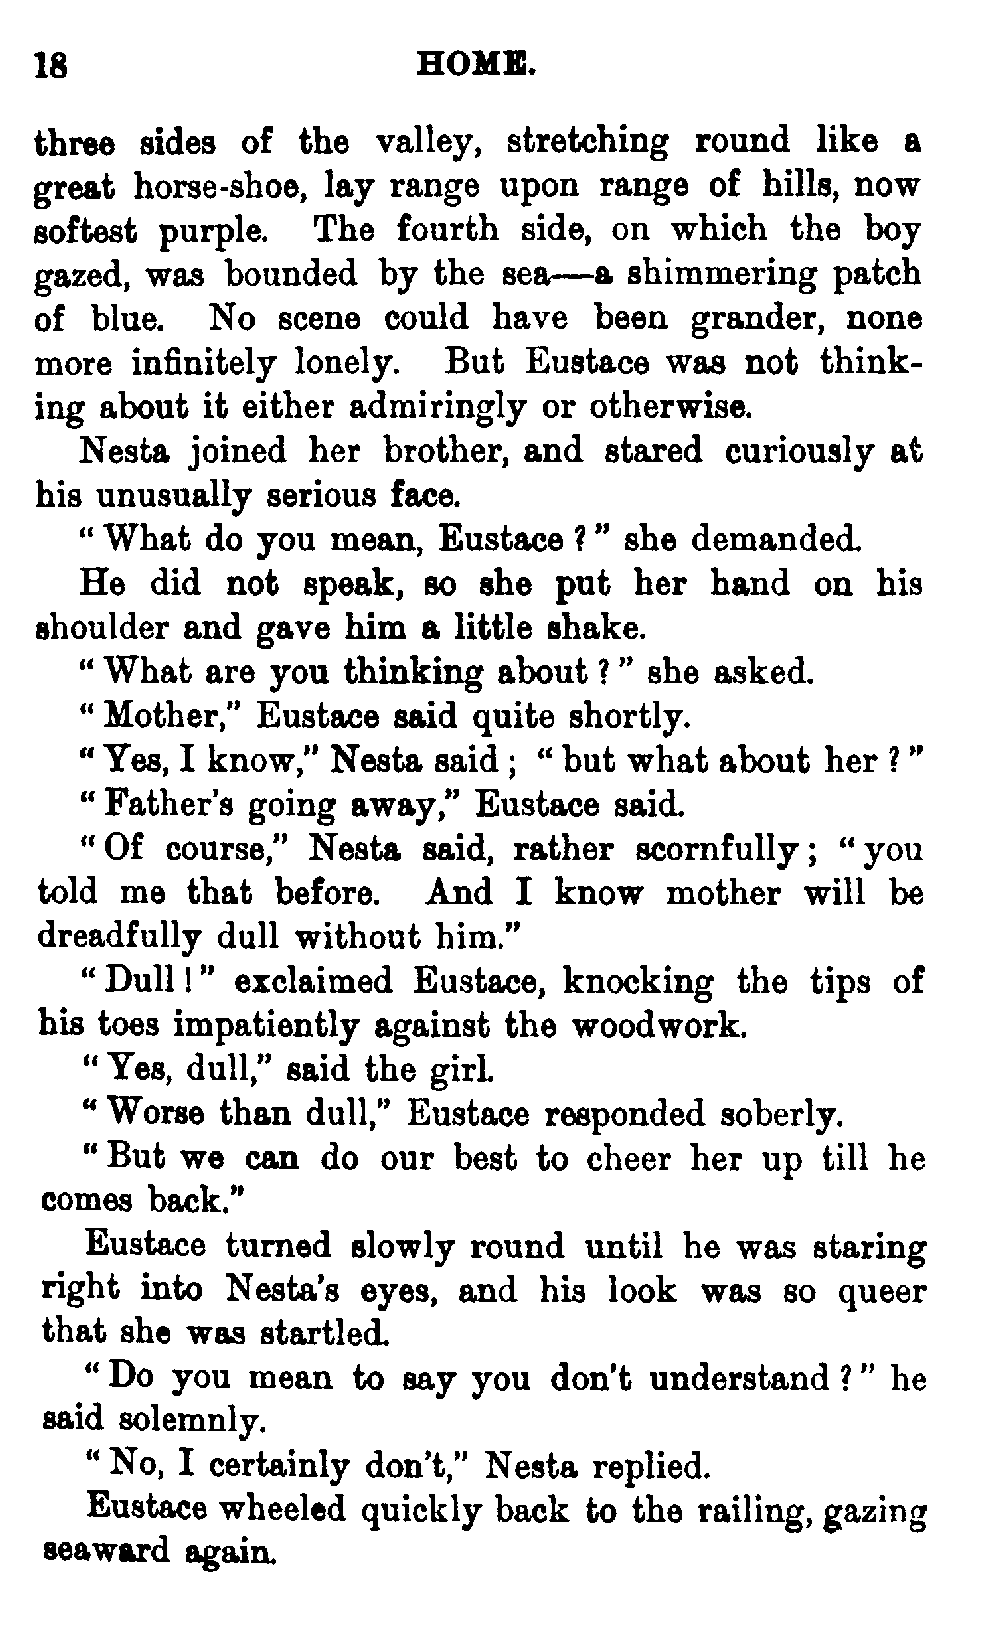 18 HOME.
three sides of the valley, stretching round like a
great horse-shoe, lay range upon range of hills, now
softest purple. The fourth side, on which the boy
gazed, was bounded by the sea—a shimmering patch
of blue. No scene could have been grander, none
more infinitely lonely. But Eustace was not think-
ing about it either admiringly or otherwise.
Nesta joined her brother, and stared curiously at
his unusually serious face.
“What do you mean, Eustace?” she demanded.
He did not speak, so she put her hand on his
shoulder and gave him a little shake.
“What are you thinking about?” she asked.
“Mother,” Eustace said quite shortly.
“Yes, I know,” Nesta said; “but what about her?”
“Father's going away,” Eustace said.
“Of course,” Nesta said, rather scornfully; “you
told me that before. And I know mother will be
dreadfully dull without him.”
“Dull!” exclaimed Eustace, knocking the tips of
his toes impatiently against the woodwork.
“Yes, dull,” said the girl.
“Worse than dull,” Eustace responded soberly.
“But we can do our best to cheer her up till he
comes back.”
Eustace turned slowly round until he was staring
right into Nesta's eyes, and his look was so queer
that she was startled.
“Do you mean to say you don't understand?” he
said solemnly.
“No, I certainly don't,” Nesta replied.
Eustace wheeled quickly back to the railing, gazing
seaward again.